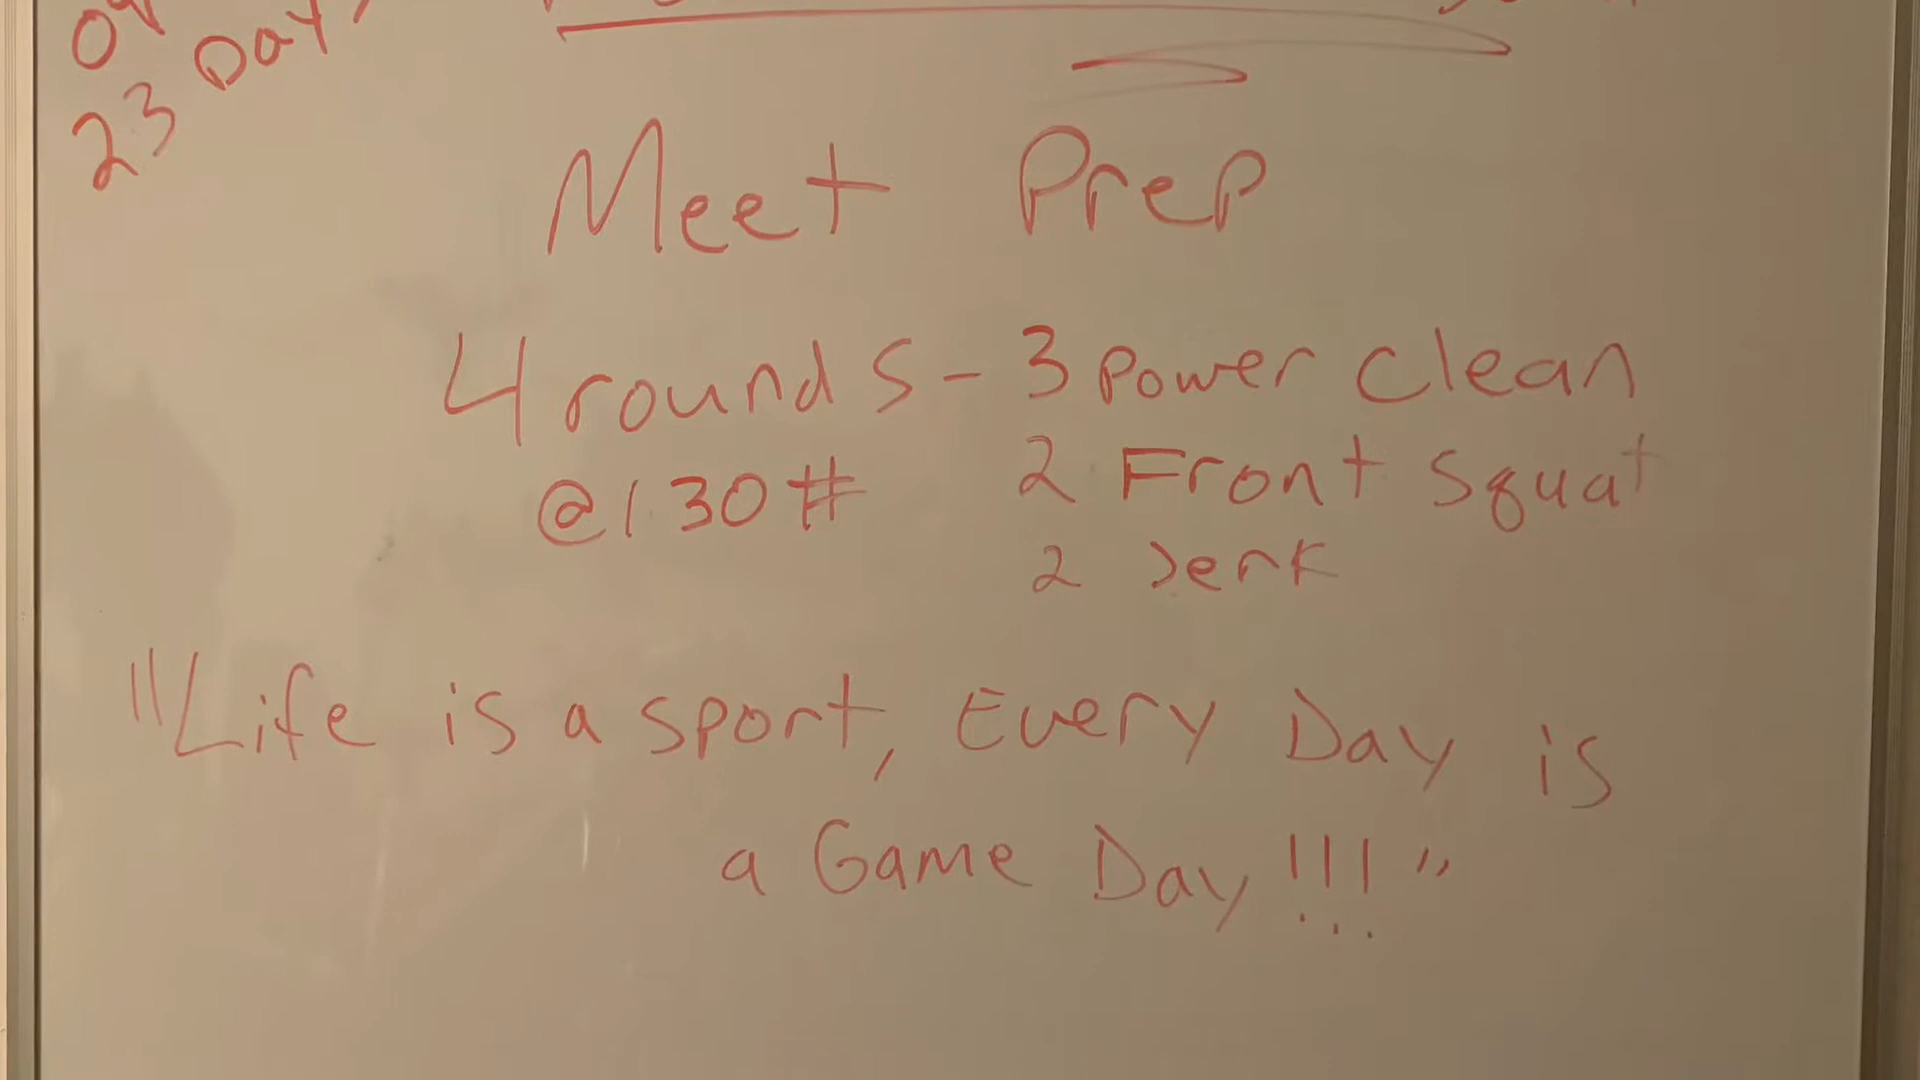 Day
23
Meet Prep
4 rounds - 3 power clean
@130# 2 Front Squat
2 Jerk
"Life is a sport, Every Day is
a Game Day!!!"